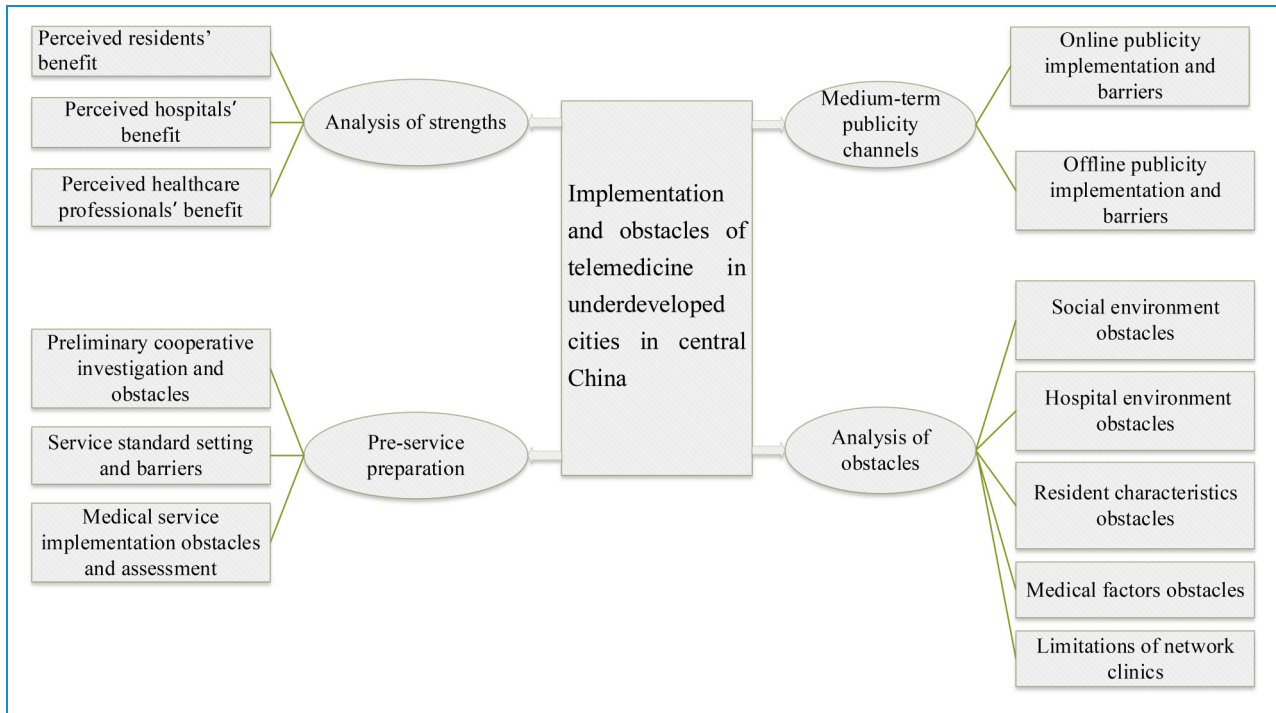 Perceived residents’
benefit
Perceived hospitals’
benefit
Perceived healthcare
professionals’ benefit
Analysis of strengths
Preliminary cooperative
investigation and
obstacles
Service standard setting
and barriers
Medical service
implementation obstacles
and assessment
Pre-service
preparation
Implementation
and obstacles of
telemedicine in
underdeveloped
cities in central
China
Medium-term
publicity
channels
Online publicity
implementation and
barriers
Offline publicity
implementation and
barriers
Analysis of
obstacles
Social environment
obstacles
Hospital environment
obstacles
Resident characteristics
obstacles
Medical factors obstacles
Limitations of network
clinics